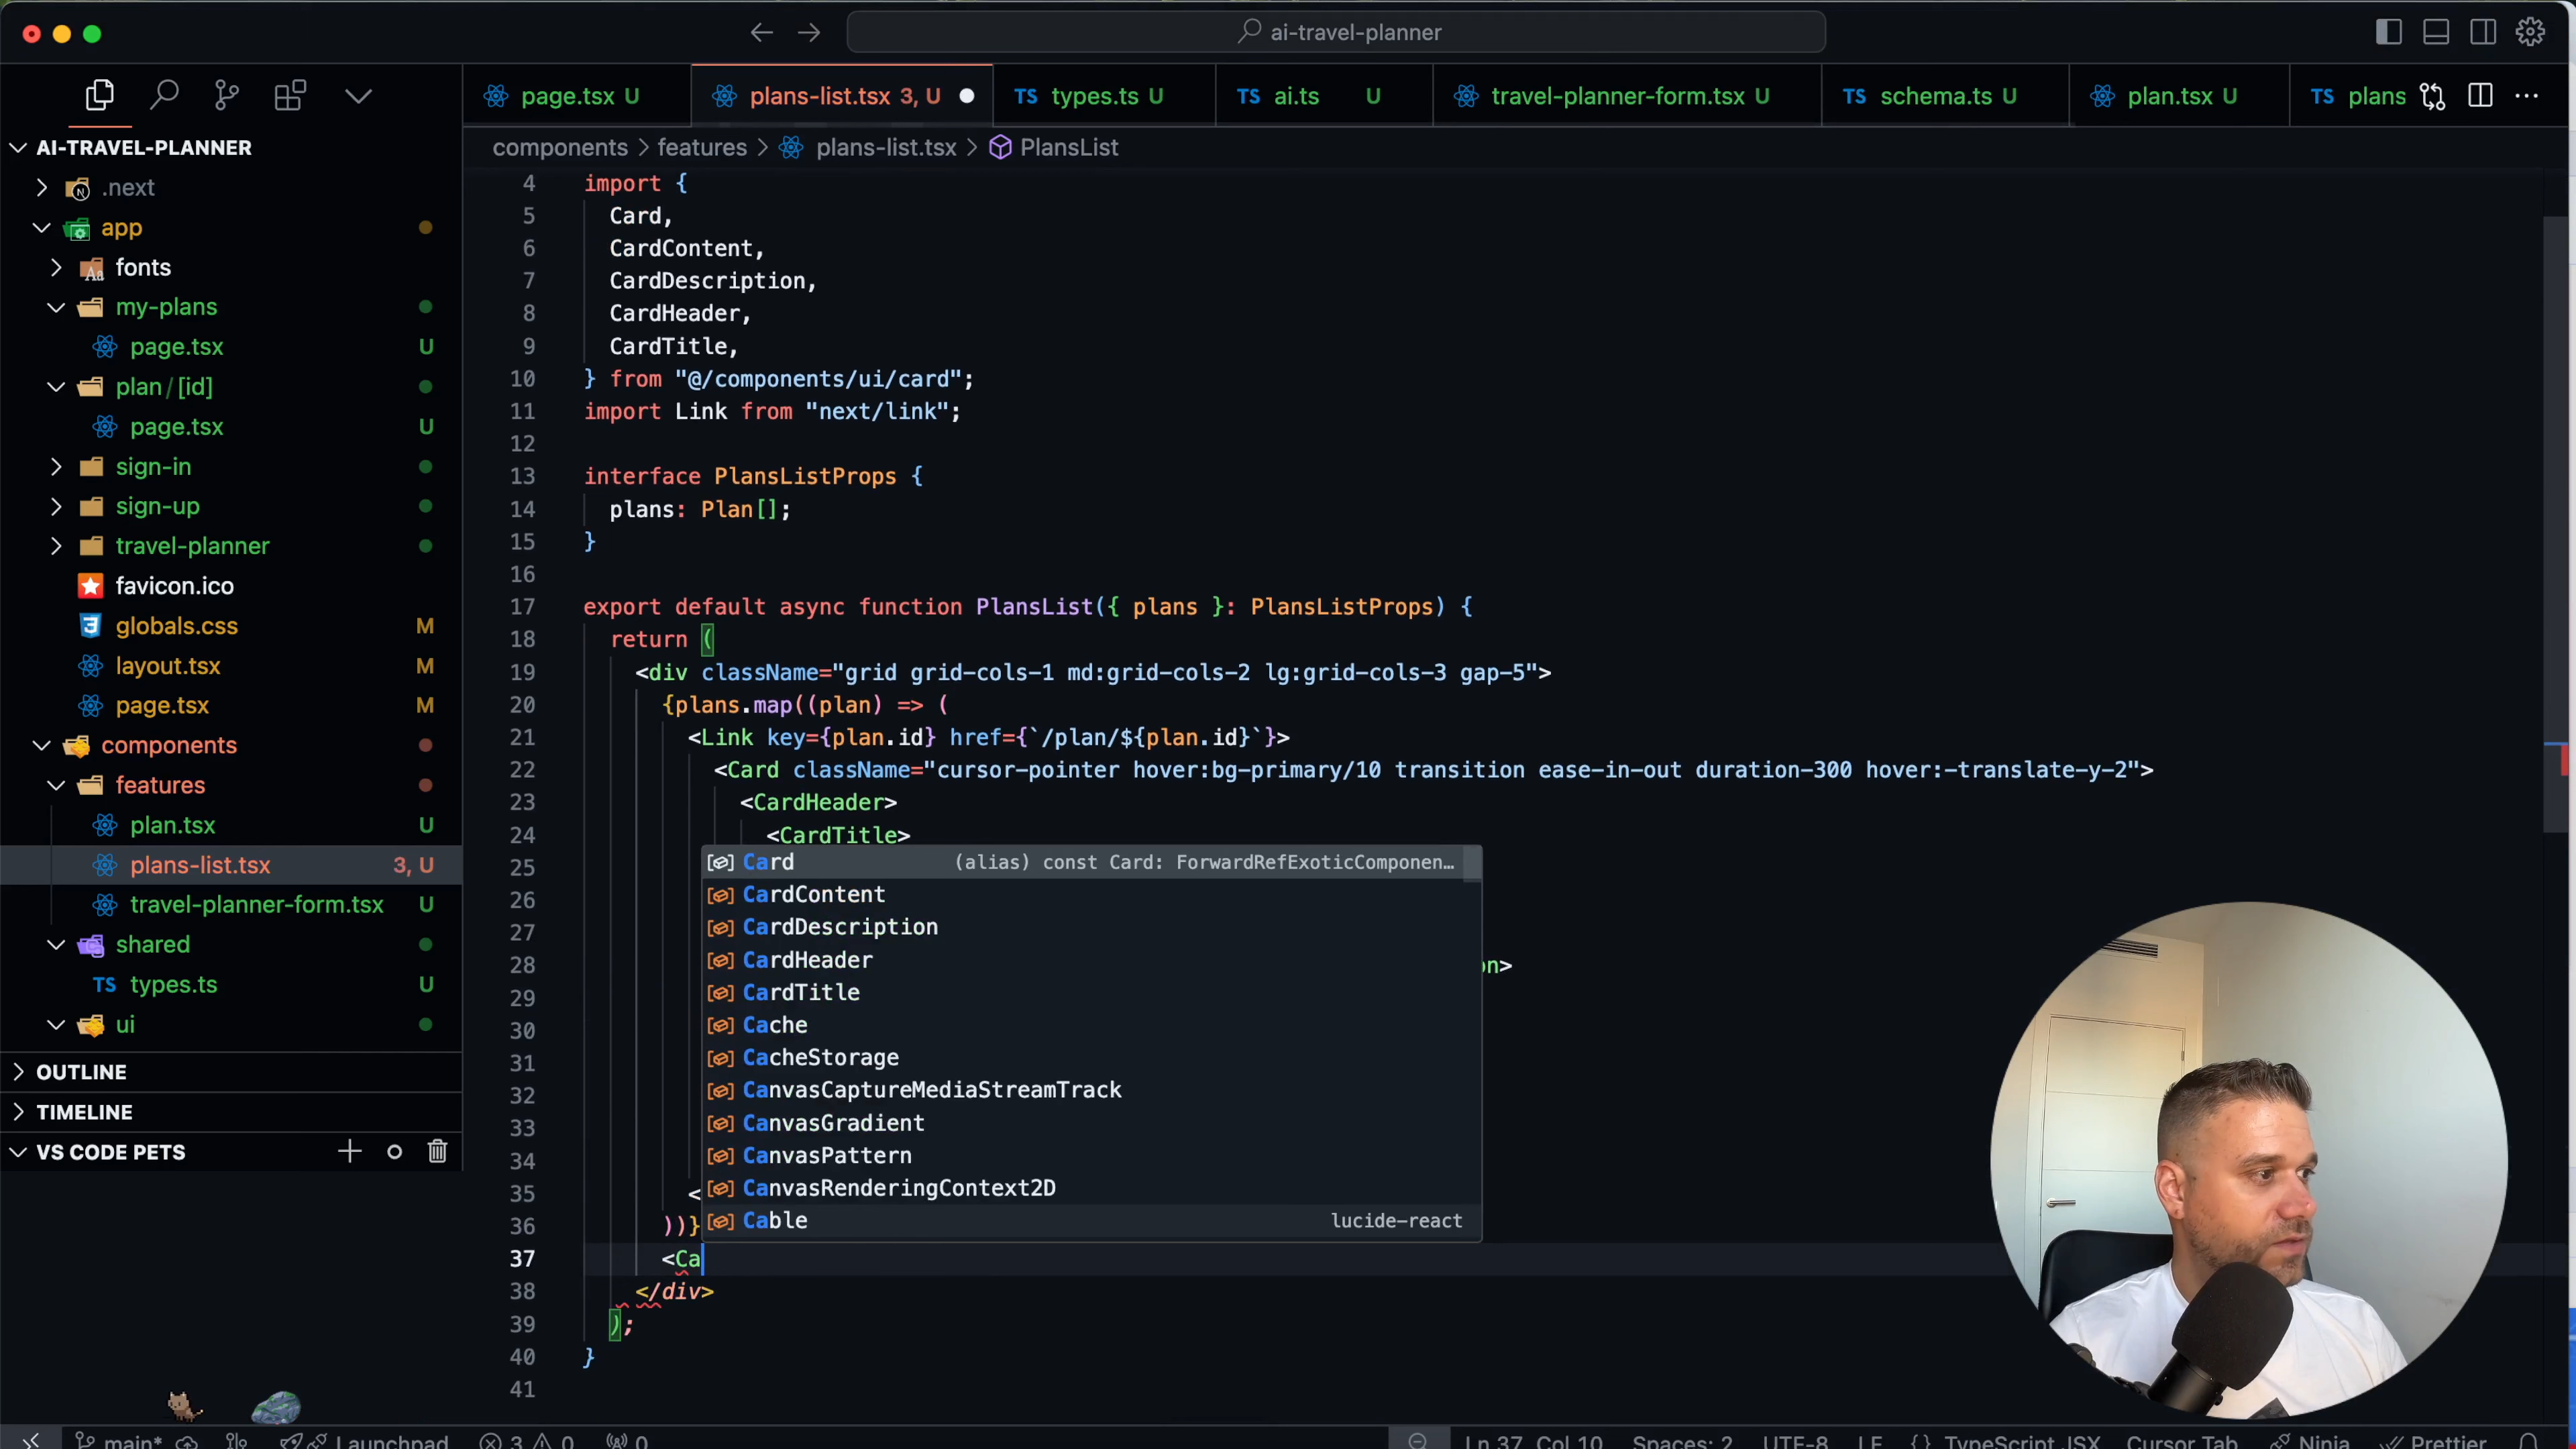 ai-travel-planner
page.tsx U
plans-list.tsx 3, U
TS types.ts U
TS ai.ts U
travel-planner-form.tsx U
TS schema.ts U
plan.tsx U
TS plans
AI-TRAVEL-PLANNER
.next
app
fonts
my-plans
page.tsx U
plan/[id]
page.tsx U
sign-in
sign-up
travel-planner
favicon.ico
globals.css M
layout.tsx M
page.tsx M
components
features
plan.tsx U
plans-list.tsx 3, U
travel-planner-form.tsx U
shared
TS types.ts U
ui
OUTLINE
TIMELINE
VS CODE PETS
components > features > plans-list.tsx > PlansList
4 import {
5 Card,
6 CardContent,
7 CardDescription,
8 CardHeader,
9 CardTitle,
10 } from "@/components/ui/card";
11 import Link from "next/link";
12
13 interface PlansListProps {
14 plans: Plan[];
15 }
16
17 export default async function PlansList({ plans }: PlansListProps) {
18 return (
19 <div className="grid grid-cols-1 md:grid-cols-2 lg:grid-cols-3 gap-5">
20 {plans.map((plan) => (
21 <Link key={plan.id} href={`/plan/${plan.id}`}>
22 <Card className="cursor-pointer hover:bg-primary/10 transition ease-in-out duration-300 hover:-translate-y-2">
23 <CardHeader>
24 <CardTitle>
25 Card (alias) const Card: ForwardRefExoticComponen…
26 CardContent
27 CardDescription
28 CardHeader on>
29 CardTitle
30 Cache
31 CacheStorage
32 CanvasCaptureMediaStreamTrack
33 CanvasGradient
34 CanvasPattern
35 < CanvasRenderingContext2D
36 ))} Cable lucide-react
37 <Ca
38 </div>
39 );
40 }
41
main* Launchpad 3 0 0 Ln 37, Col 10 Spaces: 2 UTF-8 LF {} TypeScript JSX Cursor Tab Ninja Prettier